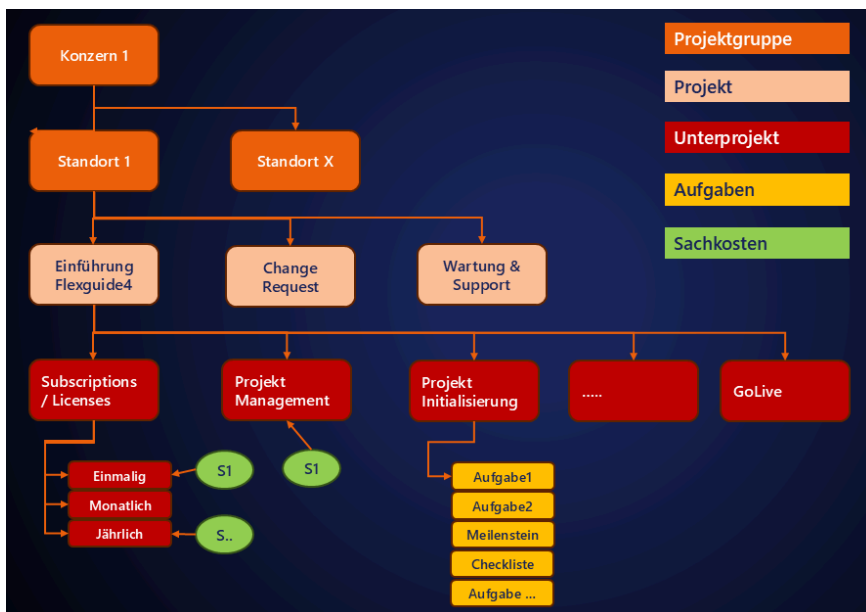 Konzern 1
Projektgruppe
Projekt
Unterprojekt
Aufgaben
Sachkosten
Standort 1
Standort X
Einführung
Flexguide4
Change
Request
Wartung &
Support
Subscriptions
/ Licenses
Projekt
Management
Projekt
Initialisierung
.....
GoLive
Einmalig
Monatlich
Jährlich
S1
S..
S1
Aufgabe1
Aufgabe2
Meilenstein
Checkliste
Aufgabe ...